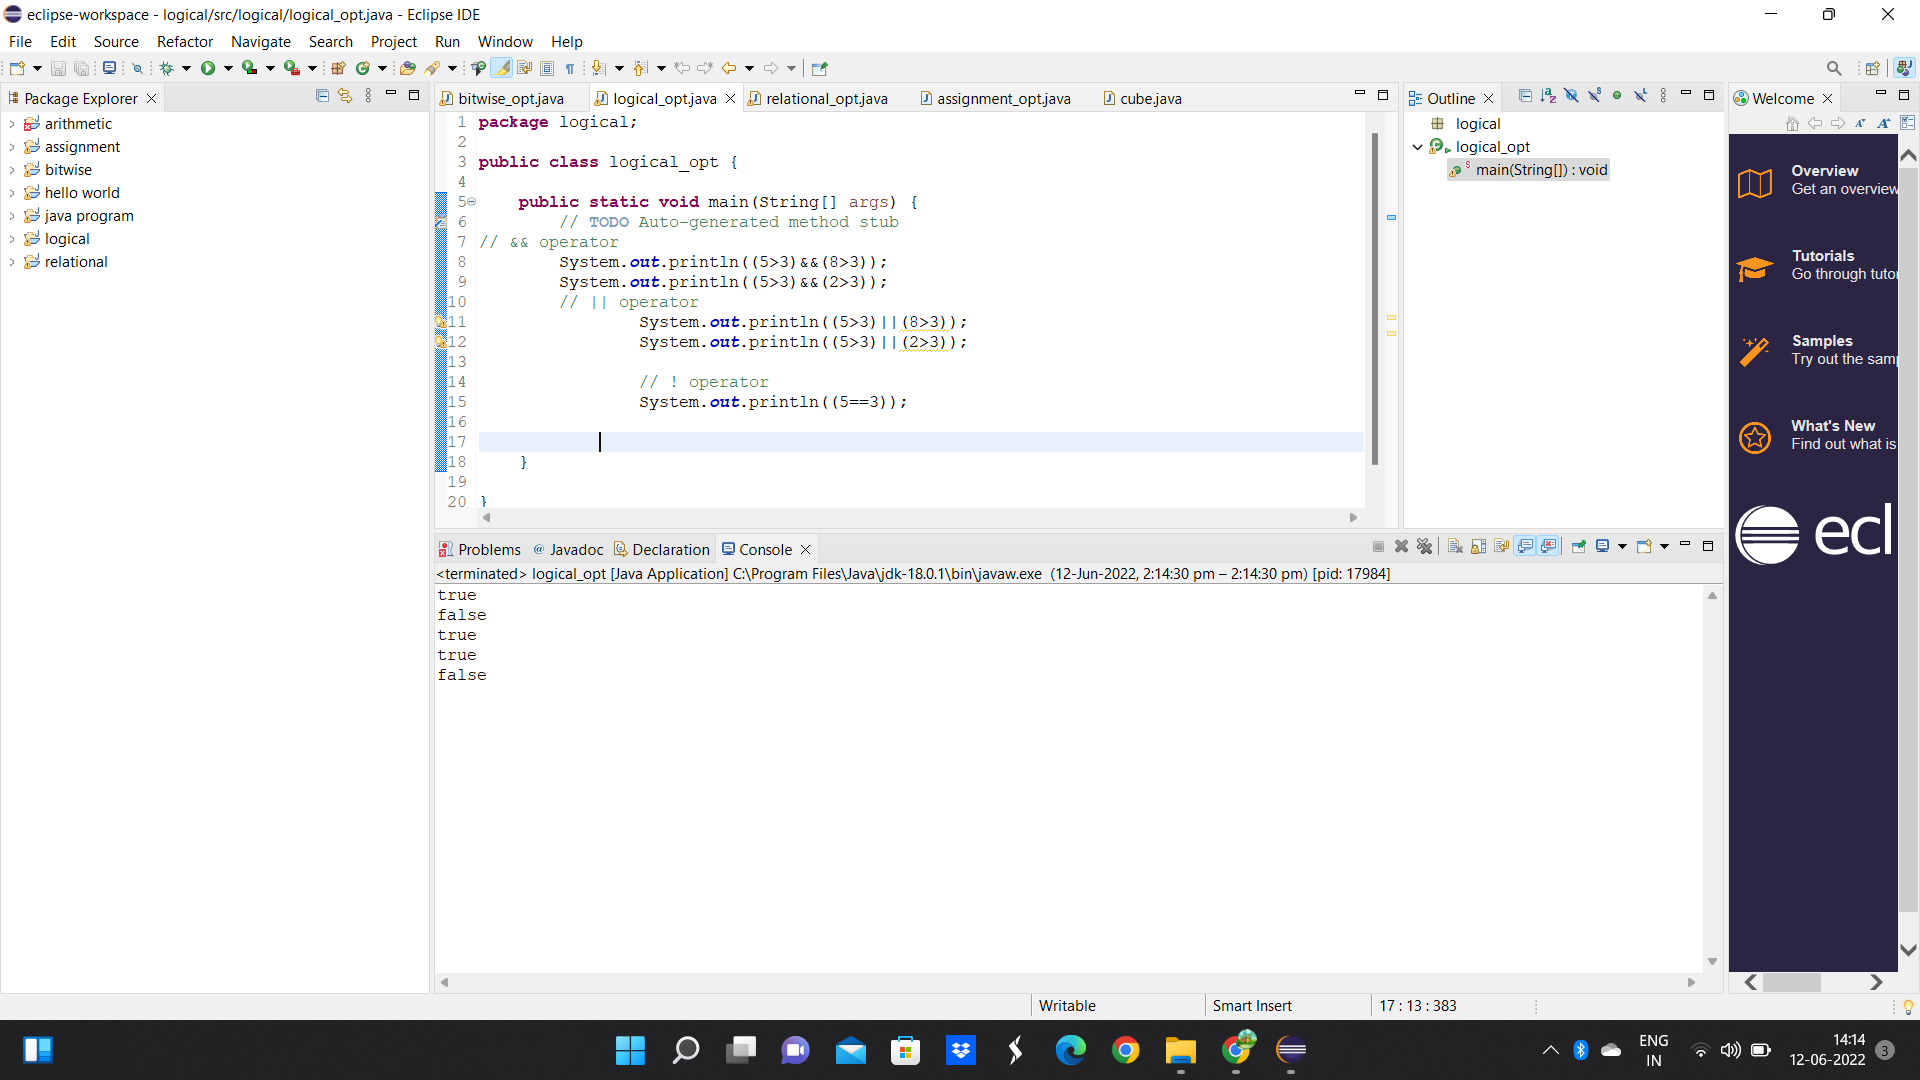 eclipse-workspace - logical/src/logical/logical_opt.java - Eclipse IDE
File Edit Source Refactor Navigate Search Project Run Window Help
Package Explorer
arithmetic
assignment
bitwise
hello world
java program
logical
relational
bitwise_opt.java logical_opt.java relational_opt.java assignment_opt.java cube.java
1 package logical;
2
3 public class logical_opt {
4
5 public static void main(String[] args) {
6 // TODO Auto-generated method stub
7 // && operator
8 System.out.println((5>3)&&(8>3));
9 System.out.println((5>3)&&(2>3));
10 // || operator
11 System.out.println((5>3)||(8>3));
12 System.out.println((5>3)||(2>3));
13
14 // ! operator
15 System.out.println((5==3));
16
17
18 }
19
20 }
Outline
logical
logical_opt
main(String[]) : void
Welcome
Overview
Get an overview
Tutorials
Go through tutor
Samples
Try out the samp
What's New
Find out what is
ecl
Problems @ Javadoc Declaration Console
<terminated> logical_opt [Java Application] C:\Program Files\Java\jdk-18.0.1\bin\javaw.exe (12-Jun-2022, 2:14:30 pm – 2:14:30 pm) [pid: 17984]
true
false
true
true
false
Writable Smart Insert 17 : 13 : 383
ENG
IN
14:14
12-06-2022
3